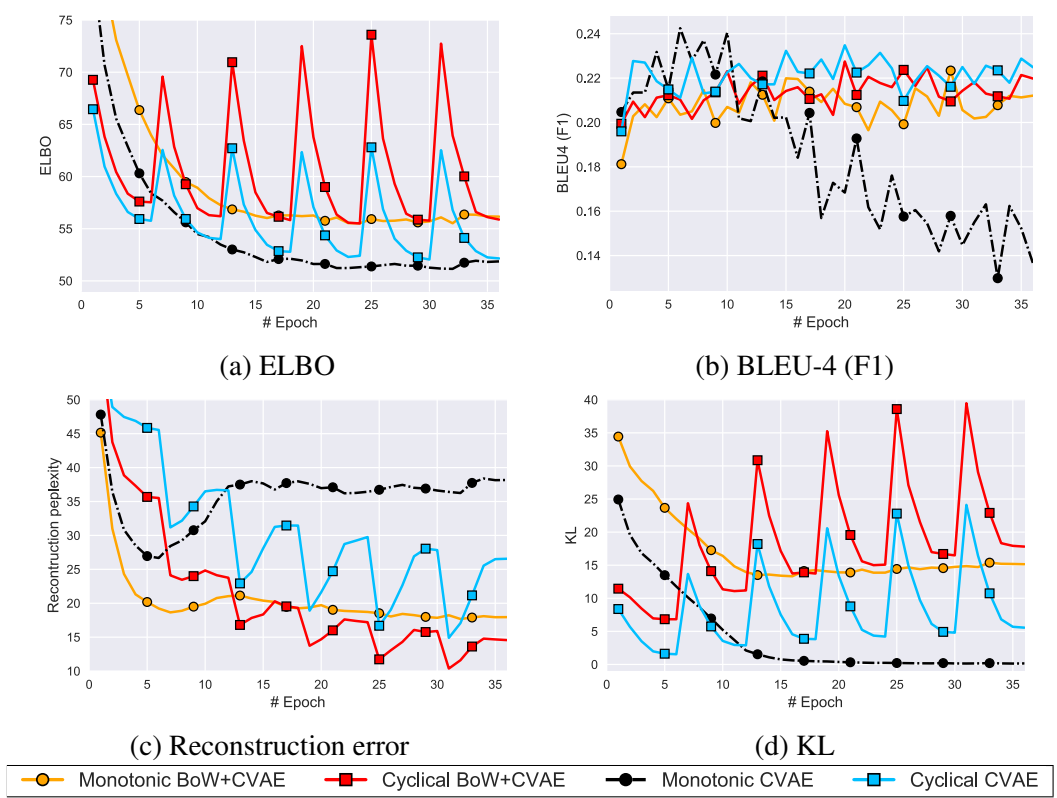 75
70
65
60
55
50
ELBO
0 5 10 15 20 25 30 35
# Epoch
(a) ELBO
0.24
0.22
0.20
0.18
0.16
0.14
BLEU4 (F1)
0 5 10 15 20 25 30 35
# Epoch
(b) BLEU-4 (F1)
50
45
40
35
30
25
20
15
10
Recontruction peplexity
0 5 10 15 20 25 30 35
# Epoch
(c) Reconstruction error
40
35
30
25
20
15
10
5
0
KL
0 5 10 15 20 25 30 35
# Epoch
(d) KL
Monotonic BoW+CVAE Cyclical BoW+CVAE Monotonic CVAE Cyclical CVAE